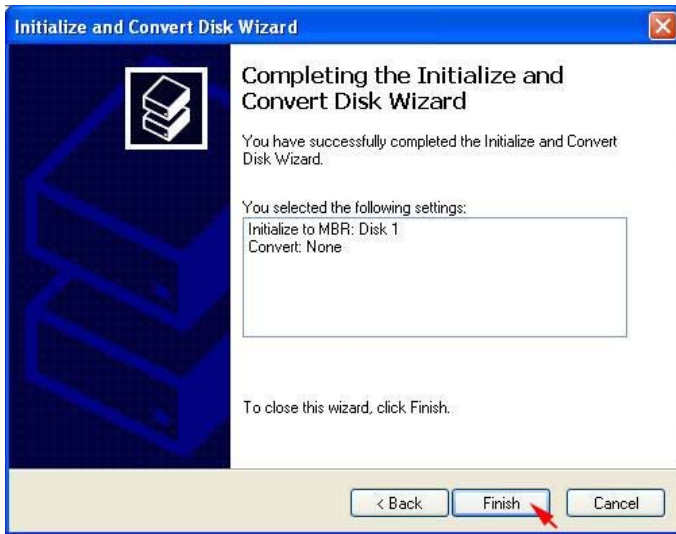 Initialize and Convert Disk Wizard
Completing the Initialize and
Convert Disk Wizard
You have successfully completed the Initialize and Convert
Disk Wizard.
You selected the following settings:
Initialize to MBR: Disk 1
Convert: None
To close this wizard, click Finish.
< Back Finish Cancel